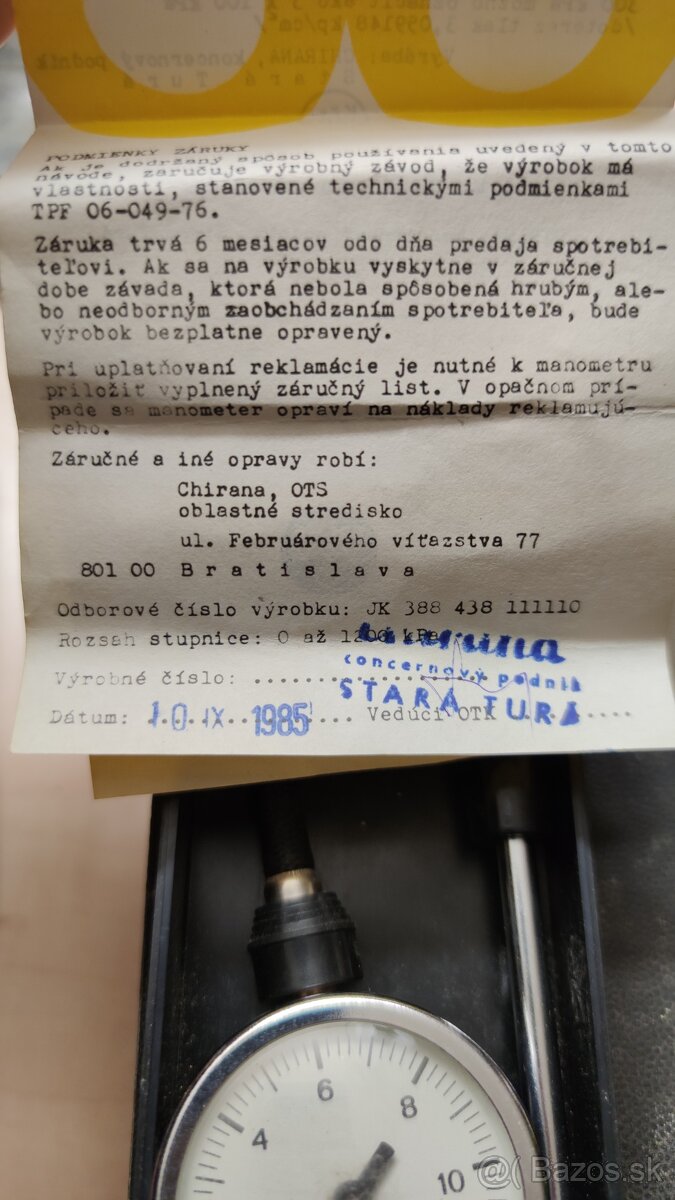 PODMIENKY ZÁRUKY
Ak je dodržaný spôsob používania uvedený v tomto
návode, zaručuje výrobný závod, že výrobok má
vlastnosti, stanovené technickými podmienkami
TPF 06-049-76.
Záruka trvá 6 mesiacov odo dňa predaja spotrebi-
teľovi. Ak sa na výrobku vyskytne v záručnej
dobe závada, ktorá nebola spôsobená hrubým, ale-
bo neodborným zaobchádzaním spotrebiteľa, bude
výrobok bezplatne opravený.
Pri uplatňovaní reklamácie je nutné k manometru
priložiť vyplnený záručný list. V opačnom prí-
pade sa manometer opraví na náklady reklamujú-
ceho.
Záručné a iné opravy robí:
Chirana, OTS
oblastné stredisko
ul. Februárového víťazstva 77
801 00 Bratislava
Odborové číslo výrobku: JK 388 438 111110
Rozsah stupnice: 0 až 1200 kPa
chirana
concernový podnik
Výrobné číslo: ....................
STARÁ TURÁ
Dátum: 10 IX 1985 ... Vedúci OTK ........
4 6 8 10
@( Bazos.sk